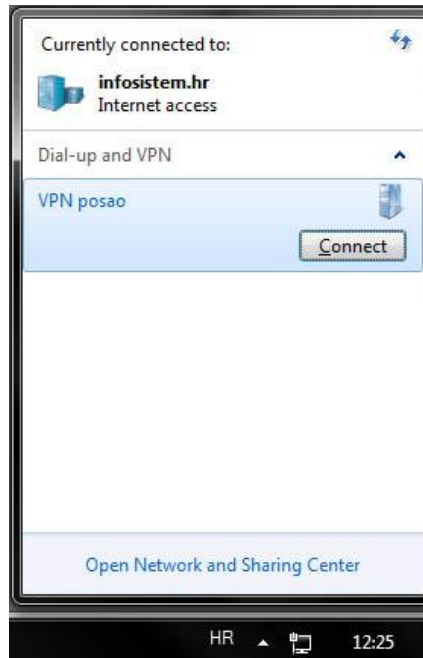 Currently connected to:
infosistem.hr
Internet access
Dial-up and VPN
VPN posao
Connect
Open Network and Sharing Center
HR
12:25